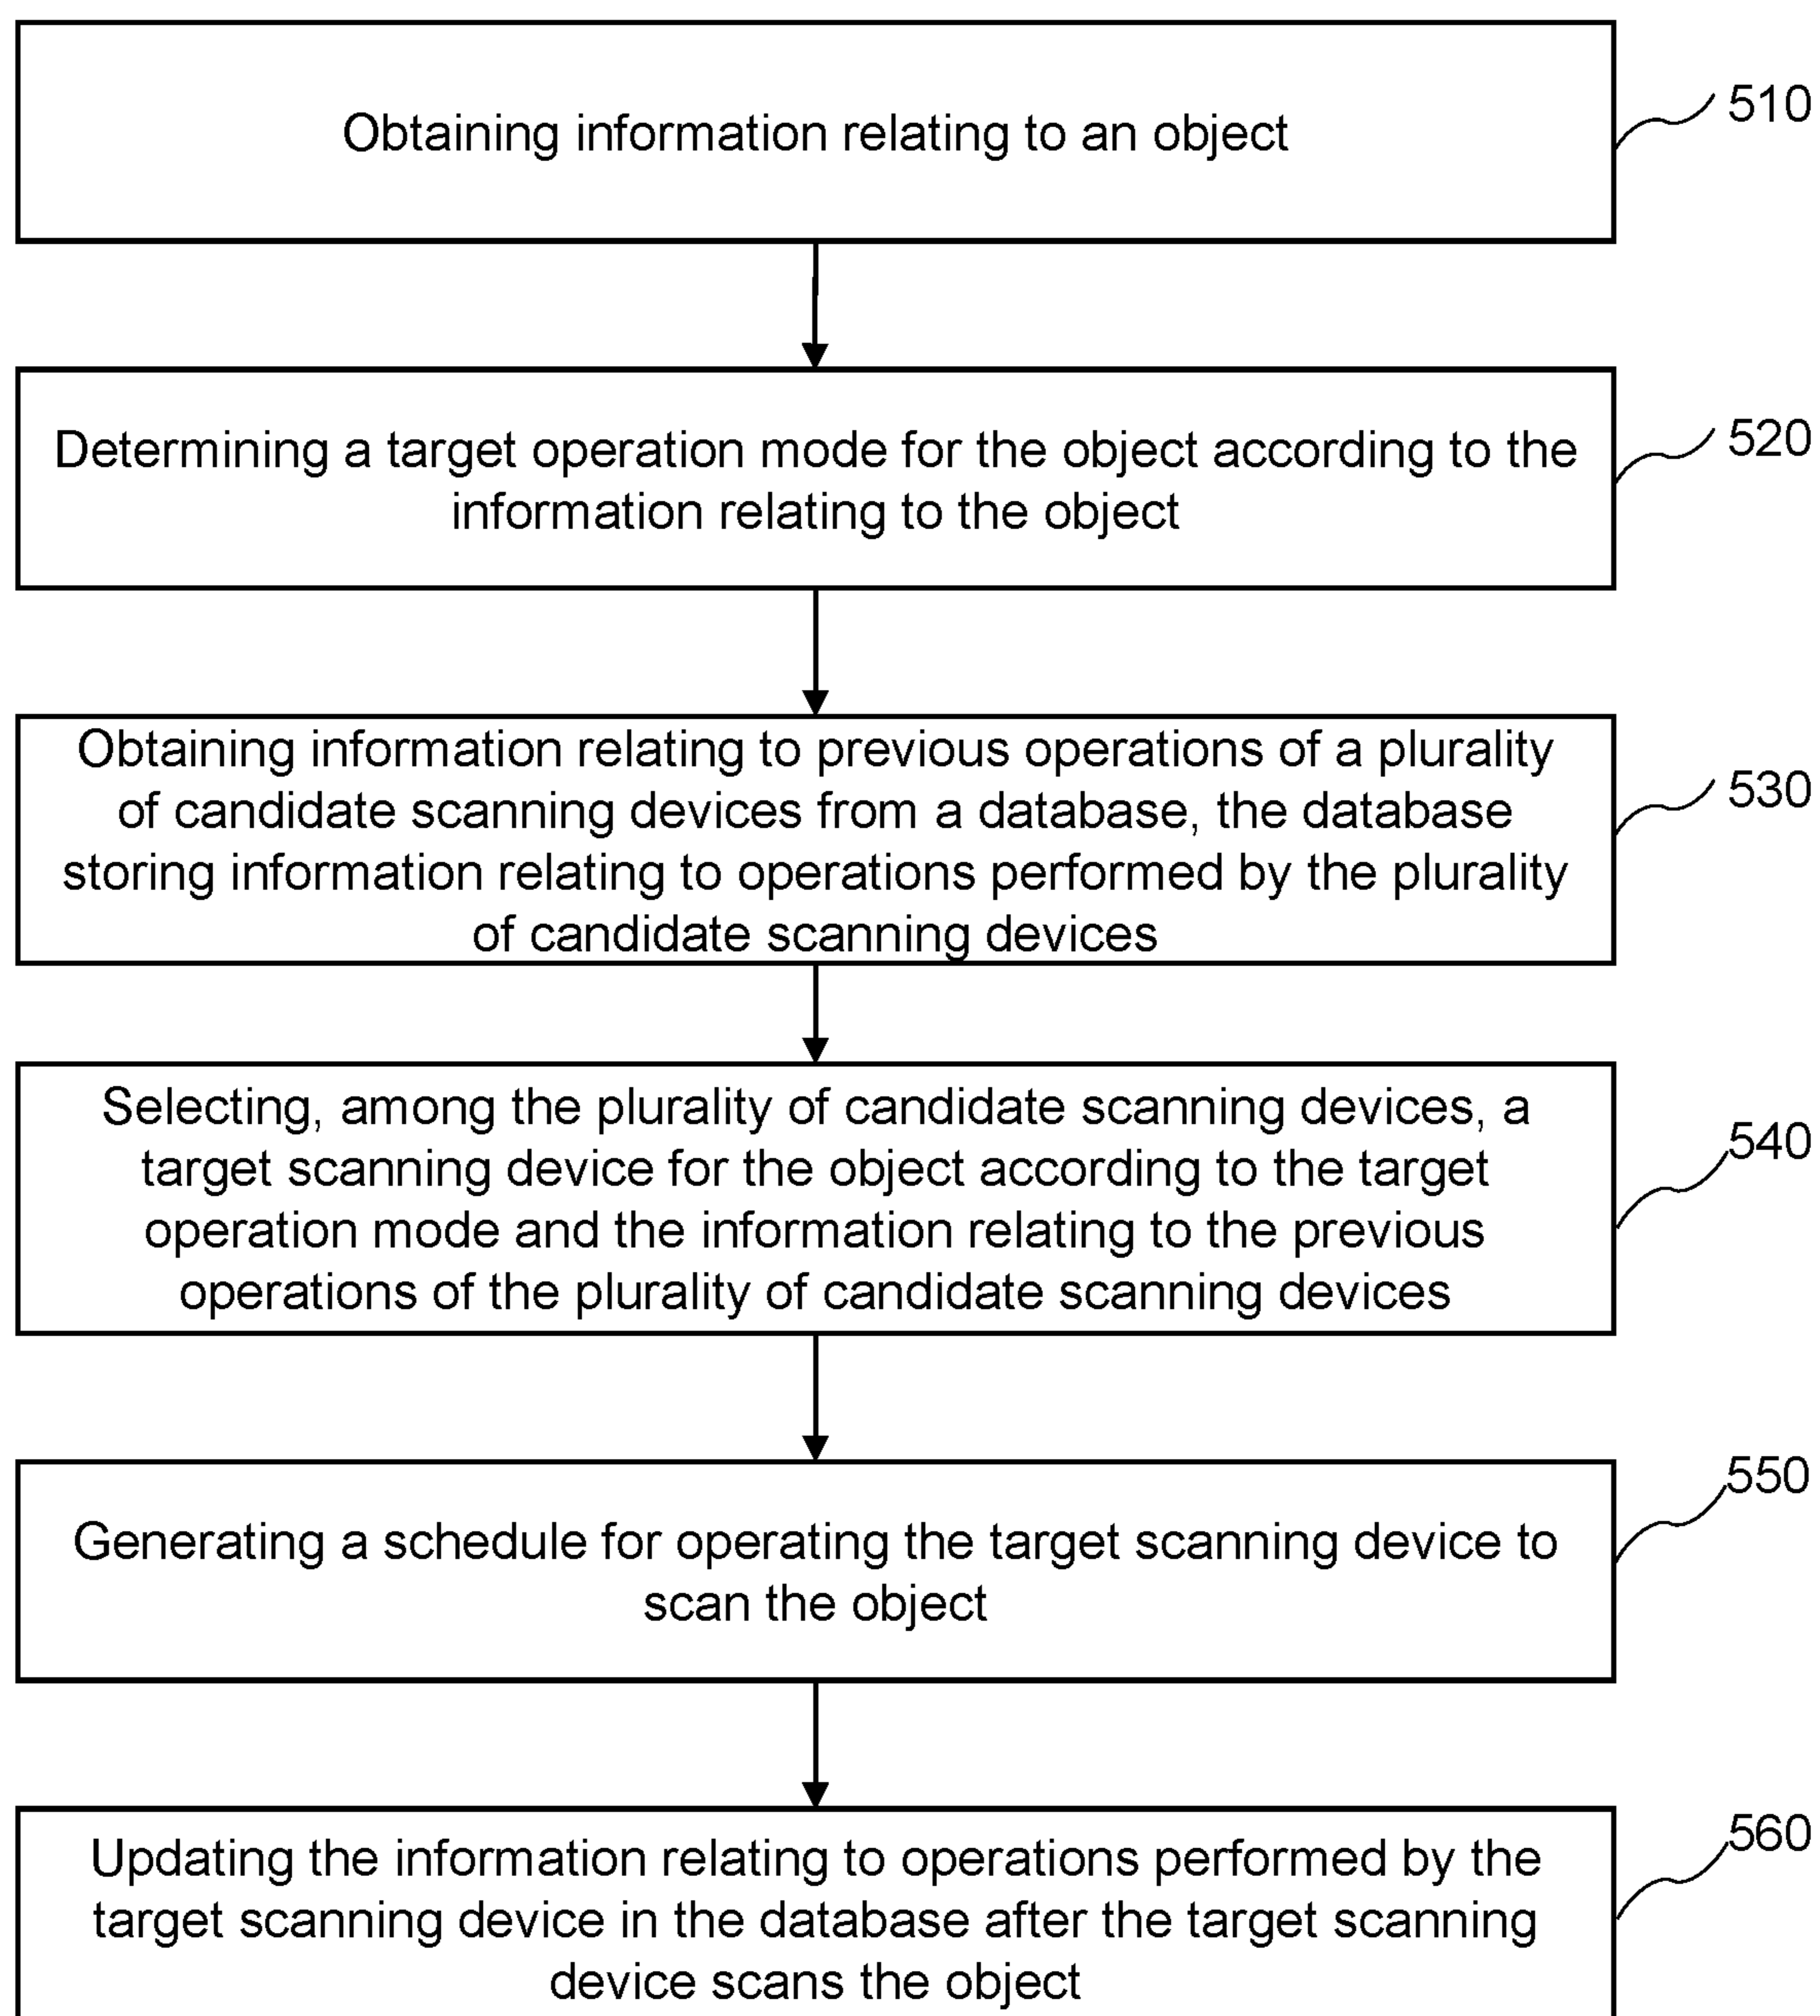 Obtaining information relating to an object
510
Determining a target operation mode for the object according to the
information relating to the object
520
Obtaining information relating to previous operations of a plurality
of candidate scanning devices from a database, the database
storing information relating to operations performed by the plurality
of candidate scanning devices
530
Selecting, among the plurality of candidate scanning devices, a
target scanning device for the object according to the target
operation mode and the information relating to the previous
operations of the plurality of candidate scanning devices
540
Generating a schedule for operating the target scanning device to
scan the object
550
Updating the information relating to operations performed by the
target scanning device in the database after the target scanning
device scans the object
560